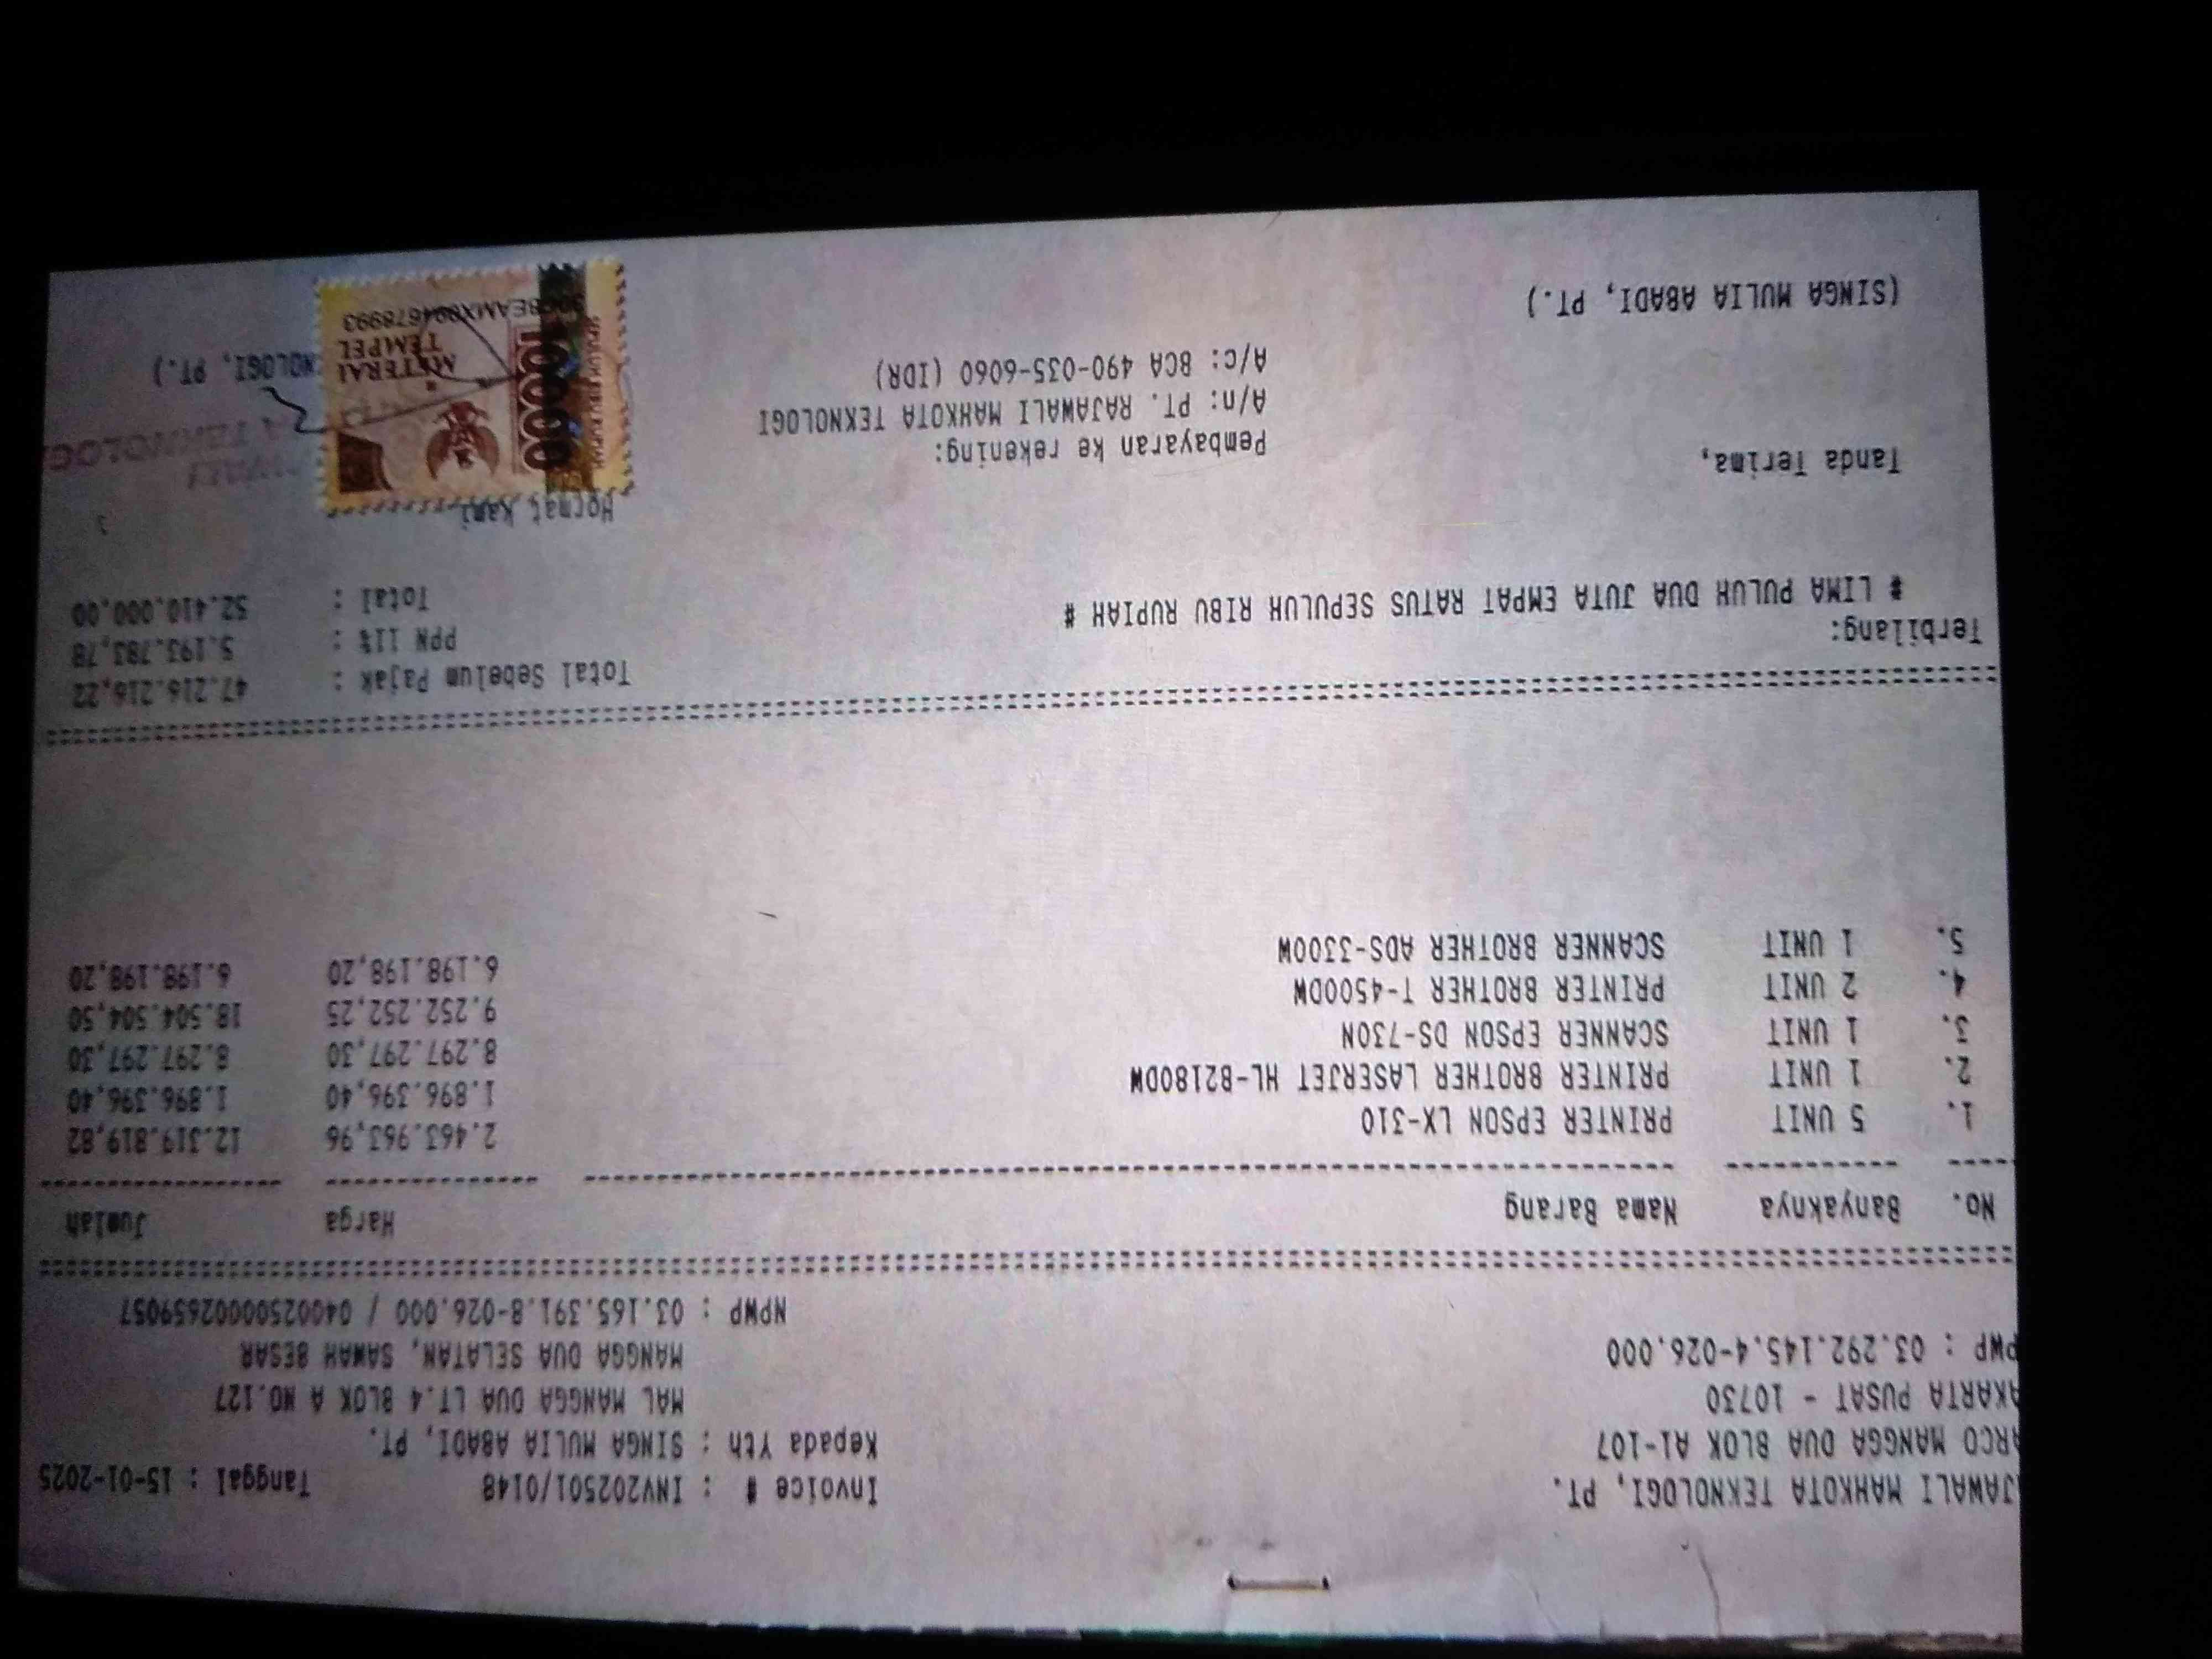 JAWALI MAHKOTA TEKNOLOGI, PT.
ARCO MANGGA DUA BLOK A1-107
AKARTA PUSAT - 10730
PWP : 03.292.145.4-026.000
Invoice # : INV202501/0148 Tanggal : 15-01-2025
Kepada Yth : SINGA MULIA ABADI, PT.
MAL MANGGA DUA LT.4 BLOK A NO.127
MANGGA DUA SELATAN, SAWAH BESAR
NPWP : 03.165.391.8-026.000 / 04002500002659057
No. Banyaknya Nama Barang Harga Jumlah
1. 5 UNIT PRINTER EPSON LX-310 2.463.963,96 12.319.819,82
2. 1 UNIT PRINTER BROTHER LASERJET HL-B2180DW 1.896.396,40 1.896.396,40
3. 1 UNIT SCANNER EPSON DS-730N 8.297.297,30 8.297.297,30
4. 2 UNIT PRINTER BROTHER T-4500DW 9.252.252,25 18.504.504,50
5. 1 UNIT SCANNER BROTHER ADS-3300W 6.198.198,20 6.198.198,20
Terbilang:
# LIMA PULUH DUA JUTA EMPAT RATUS SEPULUH RIBU RUPIAH #
Total Sebelum Pajak : 47.216.216,22
PPN 11% : 5.193.783,78
Total : 52.410.000,00
Tanda Terima,
(SINGA MULIA ABADI, PT.)
Pembayaran ke rekening:
A/n: PT. RAJAWALI MAHKOTA TEKNOLOGI
A/c: BCA 490-035-6060 (IDR)
Hormat Kami
SEPULUH RIBU RUPIAH
10000
METERAI
TEMPEL
A TEKNOLOG
NOLOGI, PT.)